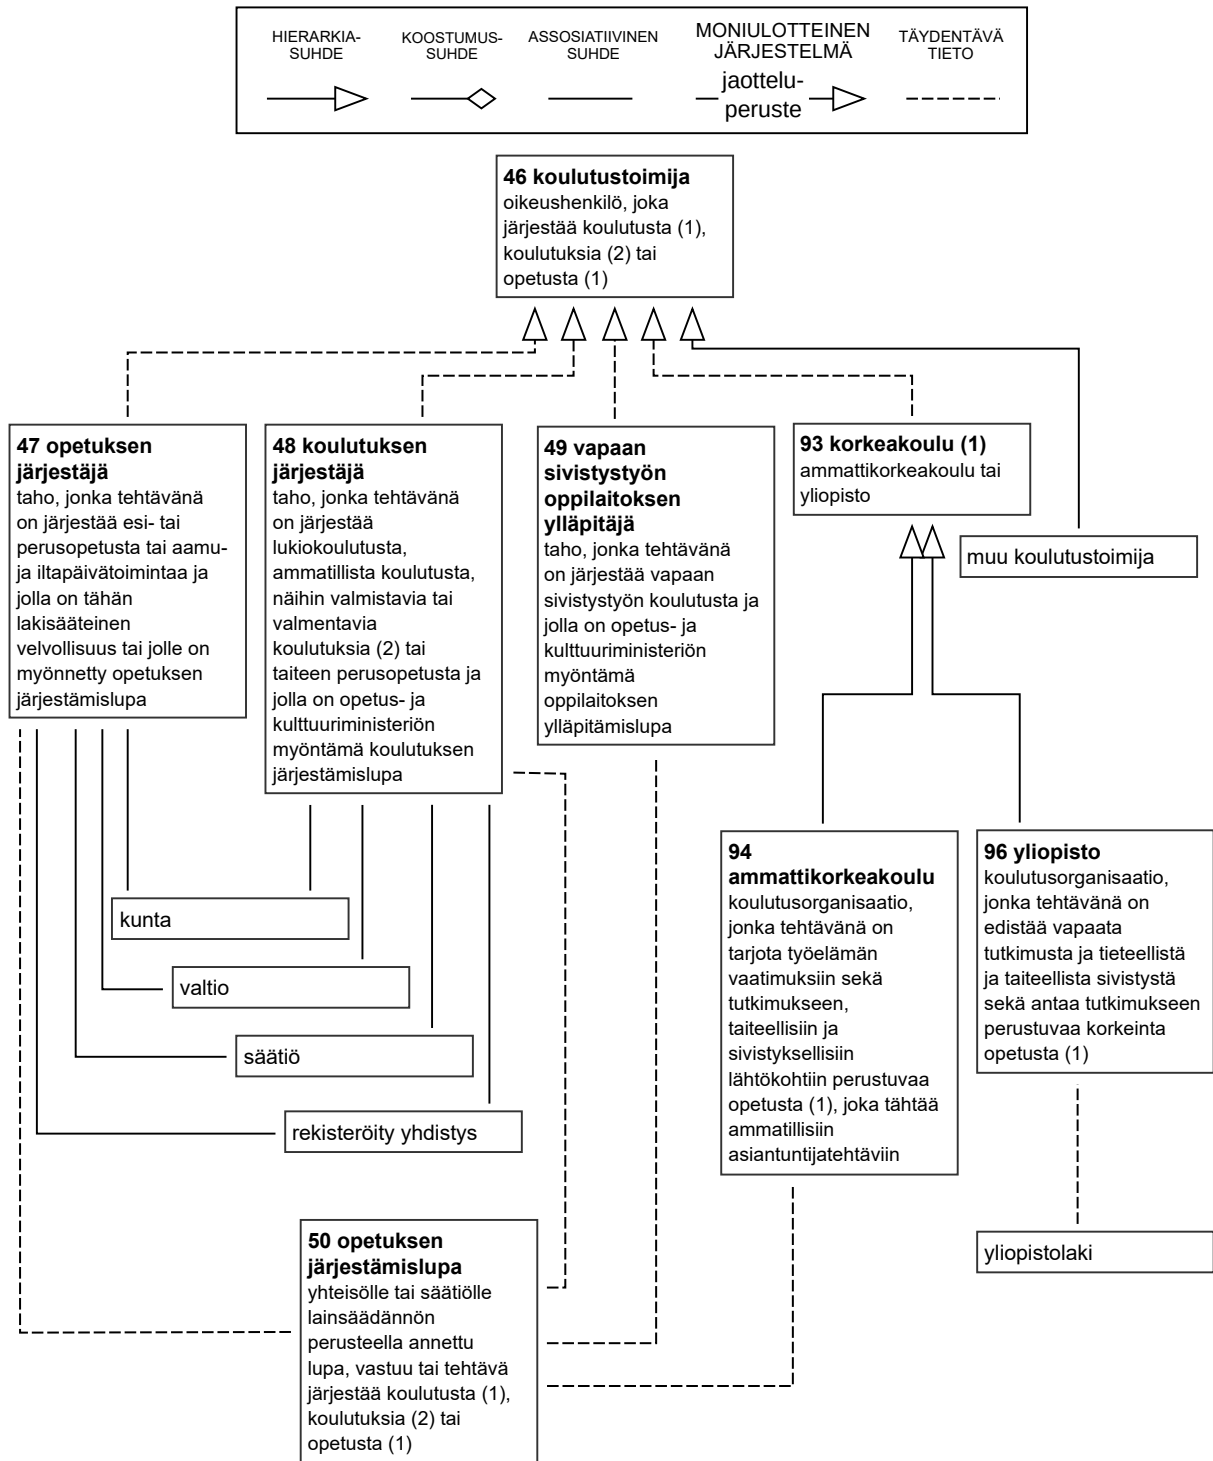 HIERARKIA-
SUHDE
KOOSTUMUS-
SUHDE
ASSOSIATIIVINEN
SUHDE
MONIULOTTEINEN
JÄRJESTELMÄ
jaottelu-
peruste
TÄYDENTÄVÄ
TIETO
46 koulutustoimija
oikeushenkilö, joka
järjestää koulutusta (1),
koulutuksia (2) tai
opetusta (1)
47 opetuksen
järjestäjä
taho, jonka tehtävänä
on järjestää esi- tai
perusopetusta tai aamu-
ja iltapäivätoimintaa ja
jolla on tähän
lakisääteinen
velvollisuus tai jolle on
myönnetty opetuksen
järjestämislupa
48 koulutuksen
järjestäjä
taho, jonka tehtävänä
on järjestää
lukiokoulutusta,
ammatillista koulutusta,
näihin valmistavia tai
valmentavia
koulutuksia (2) tai
taiteen perusopetusta ja
jolla on opetus- ja
kulttuuriministeriön
myöntämä koulutuksen
järjestämislupa
49 vapaan
sivistystyön
oppilaitoksen
ylläpitäjä
taho, jonka tehtävänä
on järjestää vapaan
sivistystyön koulutusta ja
jolla on opetus- ja
kulttuuriministeriön
myöntämä
oppilaitoksen
ylläpitämislupa
93 korkeakoulu (1)
ammattikorkeakoulu tai
yliopisto
muu koulutustoimija
kunta
valtio
säätiö
rekisteröity yhdistys
94
ammattikorkeakoulu
koulutusorganisaatio,
jonka tehtävänä on
tarjota työelämän
vaatimuksiin sekä
tutkimukseen,
taiteellisiin ja
sivistyksellisiin
lähtökohtiin perustuvaa
opetusta (1), joka tähtää
ammatillisiin
asiantuntijatehtäviin
96 yliopisto
koulutusorganisaatio,
jonka tehtävänä on
edistää vapaata
tutkimusta ja tieteellistä
ja taiteellista sivistystä
sekä antaa tutkimukseen
perustuvaa korkeinta
opetusta (1)
yliopistolaki
50 opetuksen
järjestämislupa
yhteisölle tai säätiölle
lainsäädännön
perusteella annettu
lupa, vastuu tai tehtävä
järjestää koulutusta (1),
koulutuksia (2) tai
opetusta (1)